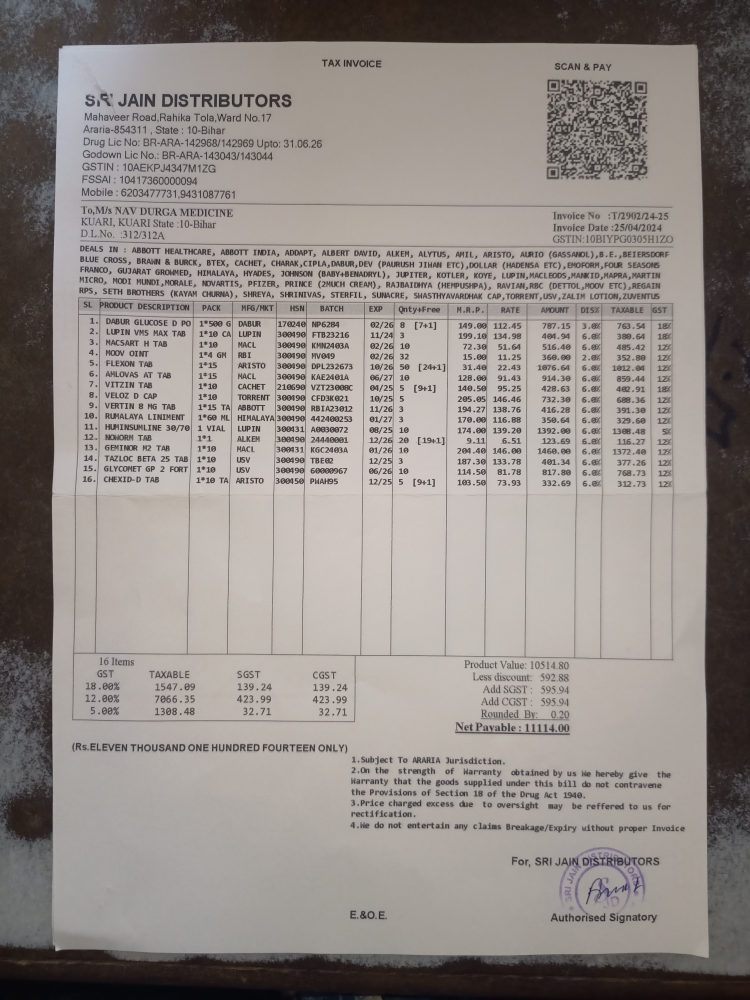 TAX INVOICE
SCAN & PAY
SRI JAIN DISTRIBUTORS
Mahaveer Road,Rahika Tola,Ward No.17
Araria-854311 , State : 10-Bihar
Drug Lic No: BR-ARA-142968/142969 Upto: 31.06.26
Godown Lic No.: BR-ARA-143043/143044
GSTIN : 10AEKPJ4347M1ZG
FSSAI : 10417360000094
Mobile : 6203477731,9431087761
To,M/s NAV DURGA MEDICINE
KUARI, KUARI State :10-Bihar
D.L.No. :312/312A
Invoice No :T/2902/24-25
Invoice Date :25/04/2024
GSTIN:10BIYPG0305H1ZO
DEALS IN : ABBOTT HEALTHCARE, ABBOTT INDIA, ADDAPT, ALBERT DAVID, ALKEM, ALYTUS, AMIL, ARISTO, AURIO (GASSANOL),B.E.,BEIERSDORF
BLUE CROSS, BRAWN & BURCK, BTEX, CACHET, CHARAK,CIPLA,DABUR,DEV (PAURUSH JIHAN ETC),DOLLAR (HADENSA ETC),EMOFORM,FOUR SEASONS
FRANCO, GUJARAT GROWMED, HIMALAYA, HYADES, JOHNSON (BABY+BENADRYL), JUPITER, KOTLER, KOYE, LUPIN,MACLEODS,MANKID,MAPRA,MARTIN
MICRO, MODI MUNDI,MORALE, NOVARTIS, PFIZER, PRINCE (2MUCH CREAM), RAJBAIDHYA (HEMPUSHPA), RAVIAN,RBC (DETTOL,MOOV ETC),REGAIN
RPS, SETH BROTHERS (KAYAM CHURNA), SHREYA, SHRINIVAS, STERFIL, SUNACRE, SHASTHYAVARDHAK CAP,TORRENT,USV,ZALIM LOTION,ZUVENTUS
SL PRODUCT DESCRIPTION PACK MFG/MKT HSN BATCH EXP Qnty+Free M.R.P. RATE AMOUNT DIS% TAXABLE GST
1. DABUR GLUCOSE D PO 1*500 G DABUR 170240 NP6284 02/26 8 [7+1] 149.00 112.45 787.15 3.0% 763.54 18%
2. LUPIN VMS MAX TAB 1*10 CA LUPIN 300490 FTB23216 11/24 3 199.10 134.98 404.94 6.0% 380.64 18%
3. MACSART H TAB 1*10 MACL 300490 KMN2403A 02/26 10 72.30 51.64 516.40 6.0% 485.42 12%
4. MOOV OINT 1*4 GM RBI 300490 MV049 02/26 32 15.00 11.25 360.00 2.0% 352.80 12%
5. FLEXON TAB 1*15 ARISTO 300490 DPL232673 10/26 50 [24+1] 31.40 22.43 1076.64 6.0% 1012.04 12%
6. AHLOVAS AT TAB 1*15 MACL 300490 KAE2401A 06/27 10 128.00 91.43 914.30 6.0% 859.44 12%
7. VITZIN TAB 1*10 CACHET 210690 VZT23008C 04/25 5 [9+1] 140.50 95.25 428.63 6.0% 402.91 18%
8. VELOZ D CAP 1*10 TORRENT 300490 CFD3K021 10/25 5 205.05 146.46 732.30 6.0% 688.36 12%
9. VERTIN 8 MG TAB 1*15 TA ABBOTT 300490 RBIA23012 11/26 3 194.27 138.76 416.28 6.0% 391.30 12%
10. RUMALAYA LINIMENT 1*60 ML HIMALAYA 300490 442400253 01/27 3 170.00 116.88 350.64 6.0% 329.60 12%
11. HUMINSUMLINE 30/70 1 VIAL LUPIN 300431 A0030072 08/25 10 174.00 139.20 1392.00 6.0% 1308.48 5%
12. NOWORM TAB 1*1 ALKEM 300490 24440001 12/26 20 [19+1] 9.11 6.51 123.69 6.0% 116.27 12%
13. GEMINOR M2 TAB 1*10 MACL 300431 KGC2403A 01/26 10 204.40 146.00 1460.00 6.0% 1372.40 12%
14. TAZLOC BETA 25 TAB 1*10 USV 300490 TBE02 12/25 3 187.30 133.78 401.34 6.0% 377.26 12%
15. GLYCOMET GP 2 FORT 1*10 USV 300490 60000967 06/26 10 114.50 81.78 817.80 6.0% 768.73 12%
16. CHEXID-D TAB 1*10 TA ARISTO 300450 PWAH95 12/25 5 [9+1] 103.50 73.93 332.69 6.0% 312.73 12%
16 Items
GST TAXABLE SGST CGST
18.00% 1547.09 139.24 139.24
12.00% 7066.35 423.99 423.99
5.00% 1308.48 32.71 32.71
Product Value: 10514.80
Less discount: 592.88
Add SGST : 595.94
Add CGST : 595.94
Rounded By: 0.20
Net Payable : 11114.00
(Rs.ELEVEN THOUSAND ONE HUNDRED FOURTEEN ONLY)
1.Subject To ARARIA Jurisdiction.
2.On the strength of Warranty obtained by us We hereby give the
Warranty that the goods supplied under this bill do not contravene
the Provisions of Section 18 of the Drug Act 1940.
3.Price charged excess due to oversight may be reffered to us for
rectification.
4.We do not entertain any claims Breakage/Expiry without proper Invoice
For, SRI JAIN DISTRIBUTORS
SRI JAIN DISTRIBUTORS
Authorised Signatory
E.&O.E.